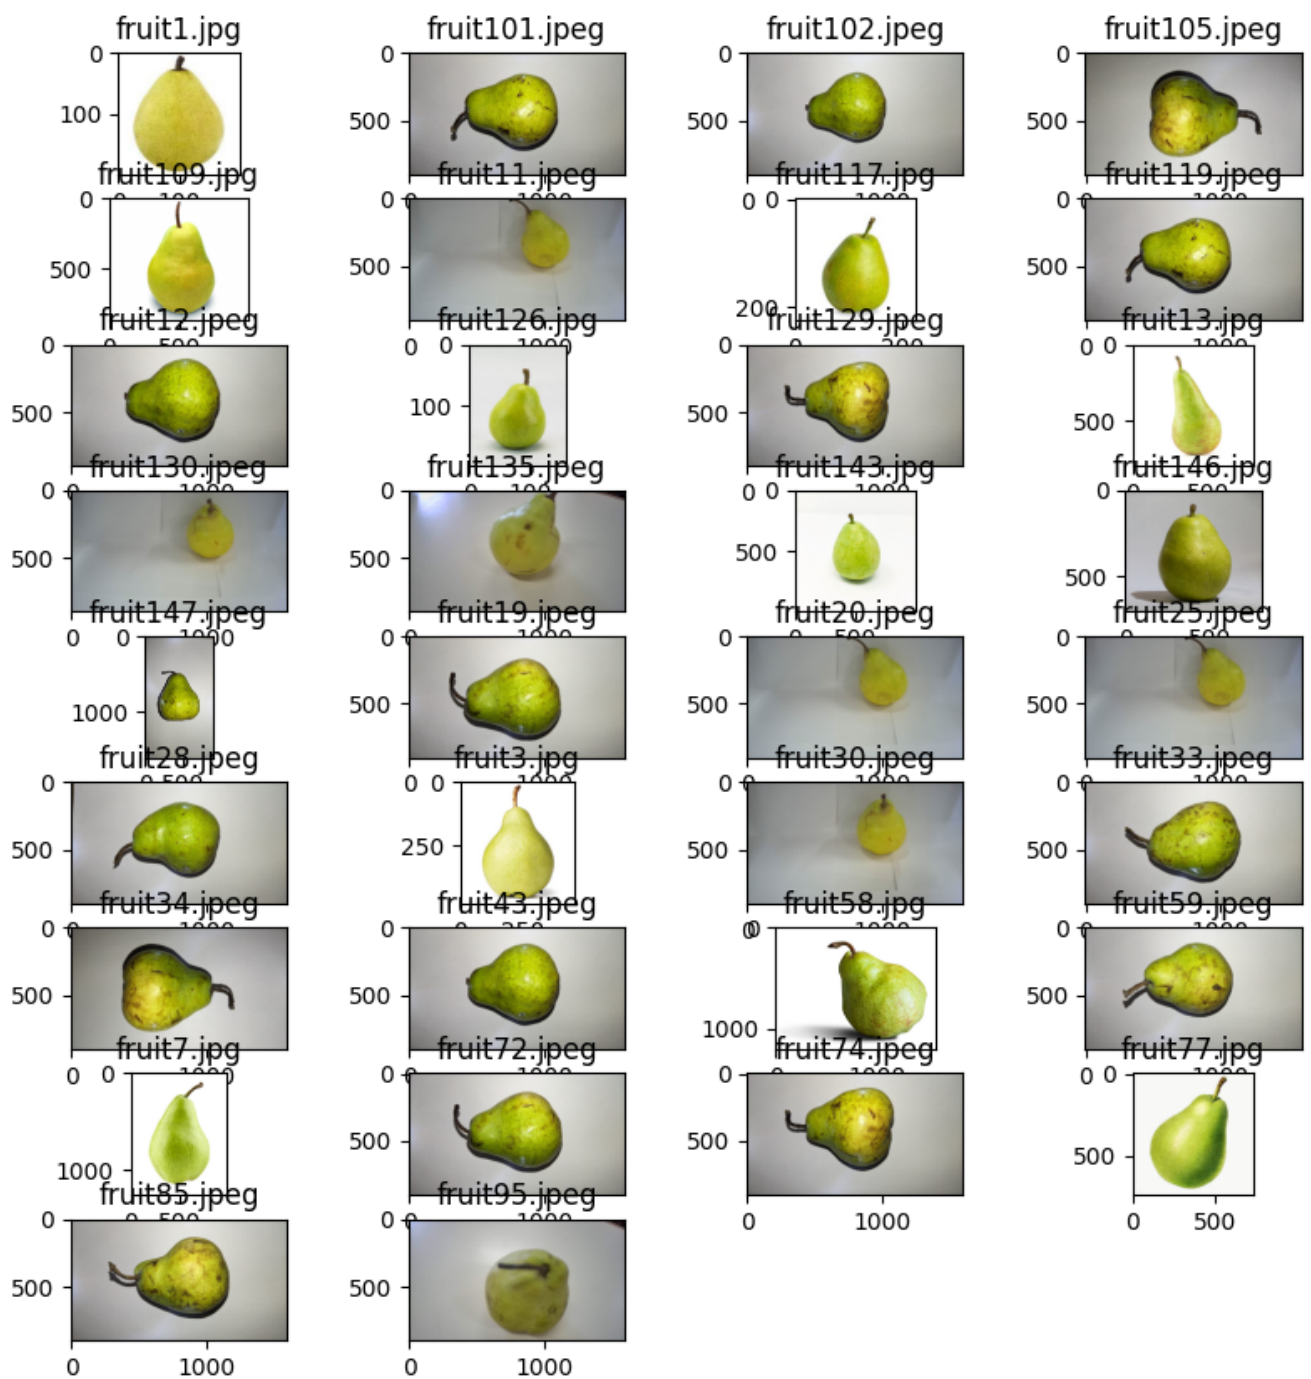 fruit1.jpg fruit101.jpeg fruit102.jpeg fruit105.jpeg
0 0 0 0
100 500 500 500
fruit109.jpg fruit11.jpeg fruit117.jpg fruit119.jpeg
0 0 0 0
500 500 200 500
fruit12.jpeg fruit126.jpg fruit129.jpeg fruit13.jpg
0 0 0 0
500 100 500 500
fruit130.jpeg fruit135.jpeg fruit143.jpg fruit146.jpg
0 0 0 0
500 500 500 500
fruit147.jpeg fruit19.jpeg fruit20.jpeg fruit25.jpeg
0 0 0 0
1000 500 500 500
fruit28.jpeg fruit3.jpg fruit30.jpeg fruit33.jpeg
0 0 0 0
500 250 500 500
fruit34.jpeg fruit43.jpeg fruit58.jpg fruit59.jpeg
0 0 0 0
500 500 1000 500
fruit7.jpg fruit72.jpeg fruit74.jpeg fruit77.jpg
0 0 0 0
1000 500 500 500
fruit85.jpeg fruit95.jpeg
0 1000 0 500
0 0
500 500
0 1000 0 1000